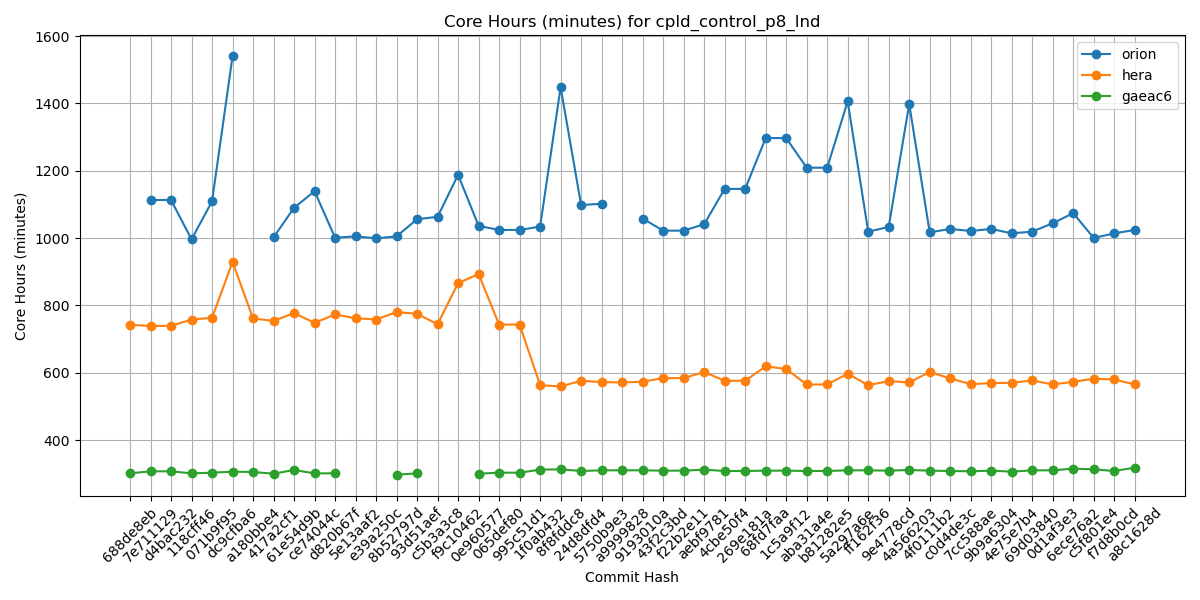 Core Hours (minutes) for cpld_control_p8_lnd
orion
hera
gaeac6
Core Hours (minutes)
1600
1400
1200
1000
800
600
400
688de8eb
7e711129
d4bac232
118cff46
071b9f95
dc9cfba6
a180bbe4
417a2cf1
61e54d9b
ce74044c
d820b67f
5e13aaf2
e39a250c
8b52797d
93d51aef
c5b3a3c8
f9c10462
0e960577
065def80
995c51d1
1f0ab432
8f8fddc8
24d8dfd4
5750b9e3
a9999828
9193010a
43f2c3bd
f22b2e11
aebf9781
4cbe50f4
269e181a
68fd7faa
1c5a9f12
aba31a4e
b81282e5
5a297a6e
ff162f36
9e4778cd
4a566203
4f0111b2
c0d4de3c
7cc588ae
9b9a6304
4e75e7b4
69d03840
0d1af3e3
6ece76a2
c5f801e4
f7d8b0cd
a8c1628d
Commit Hash